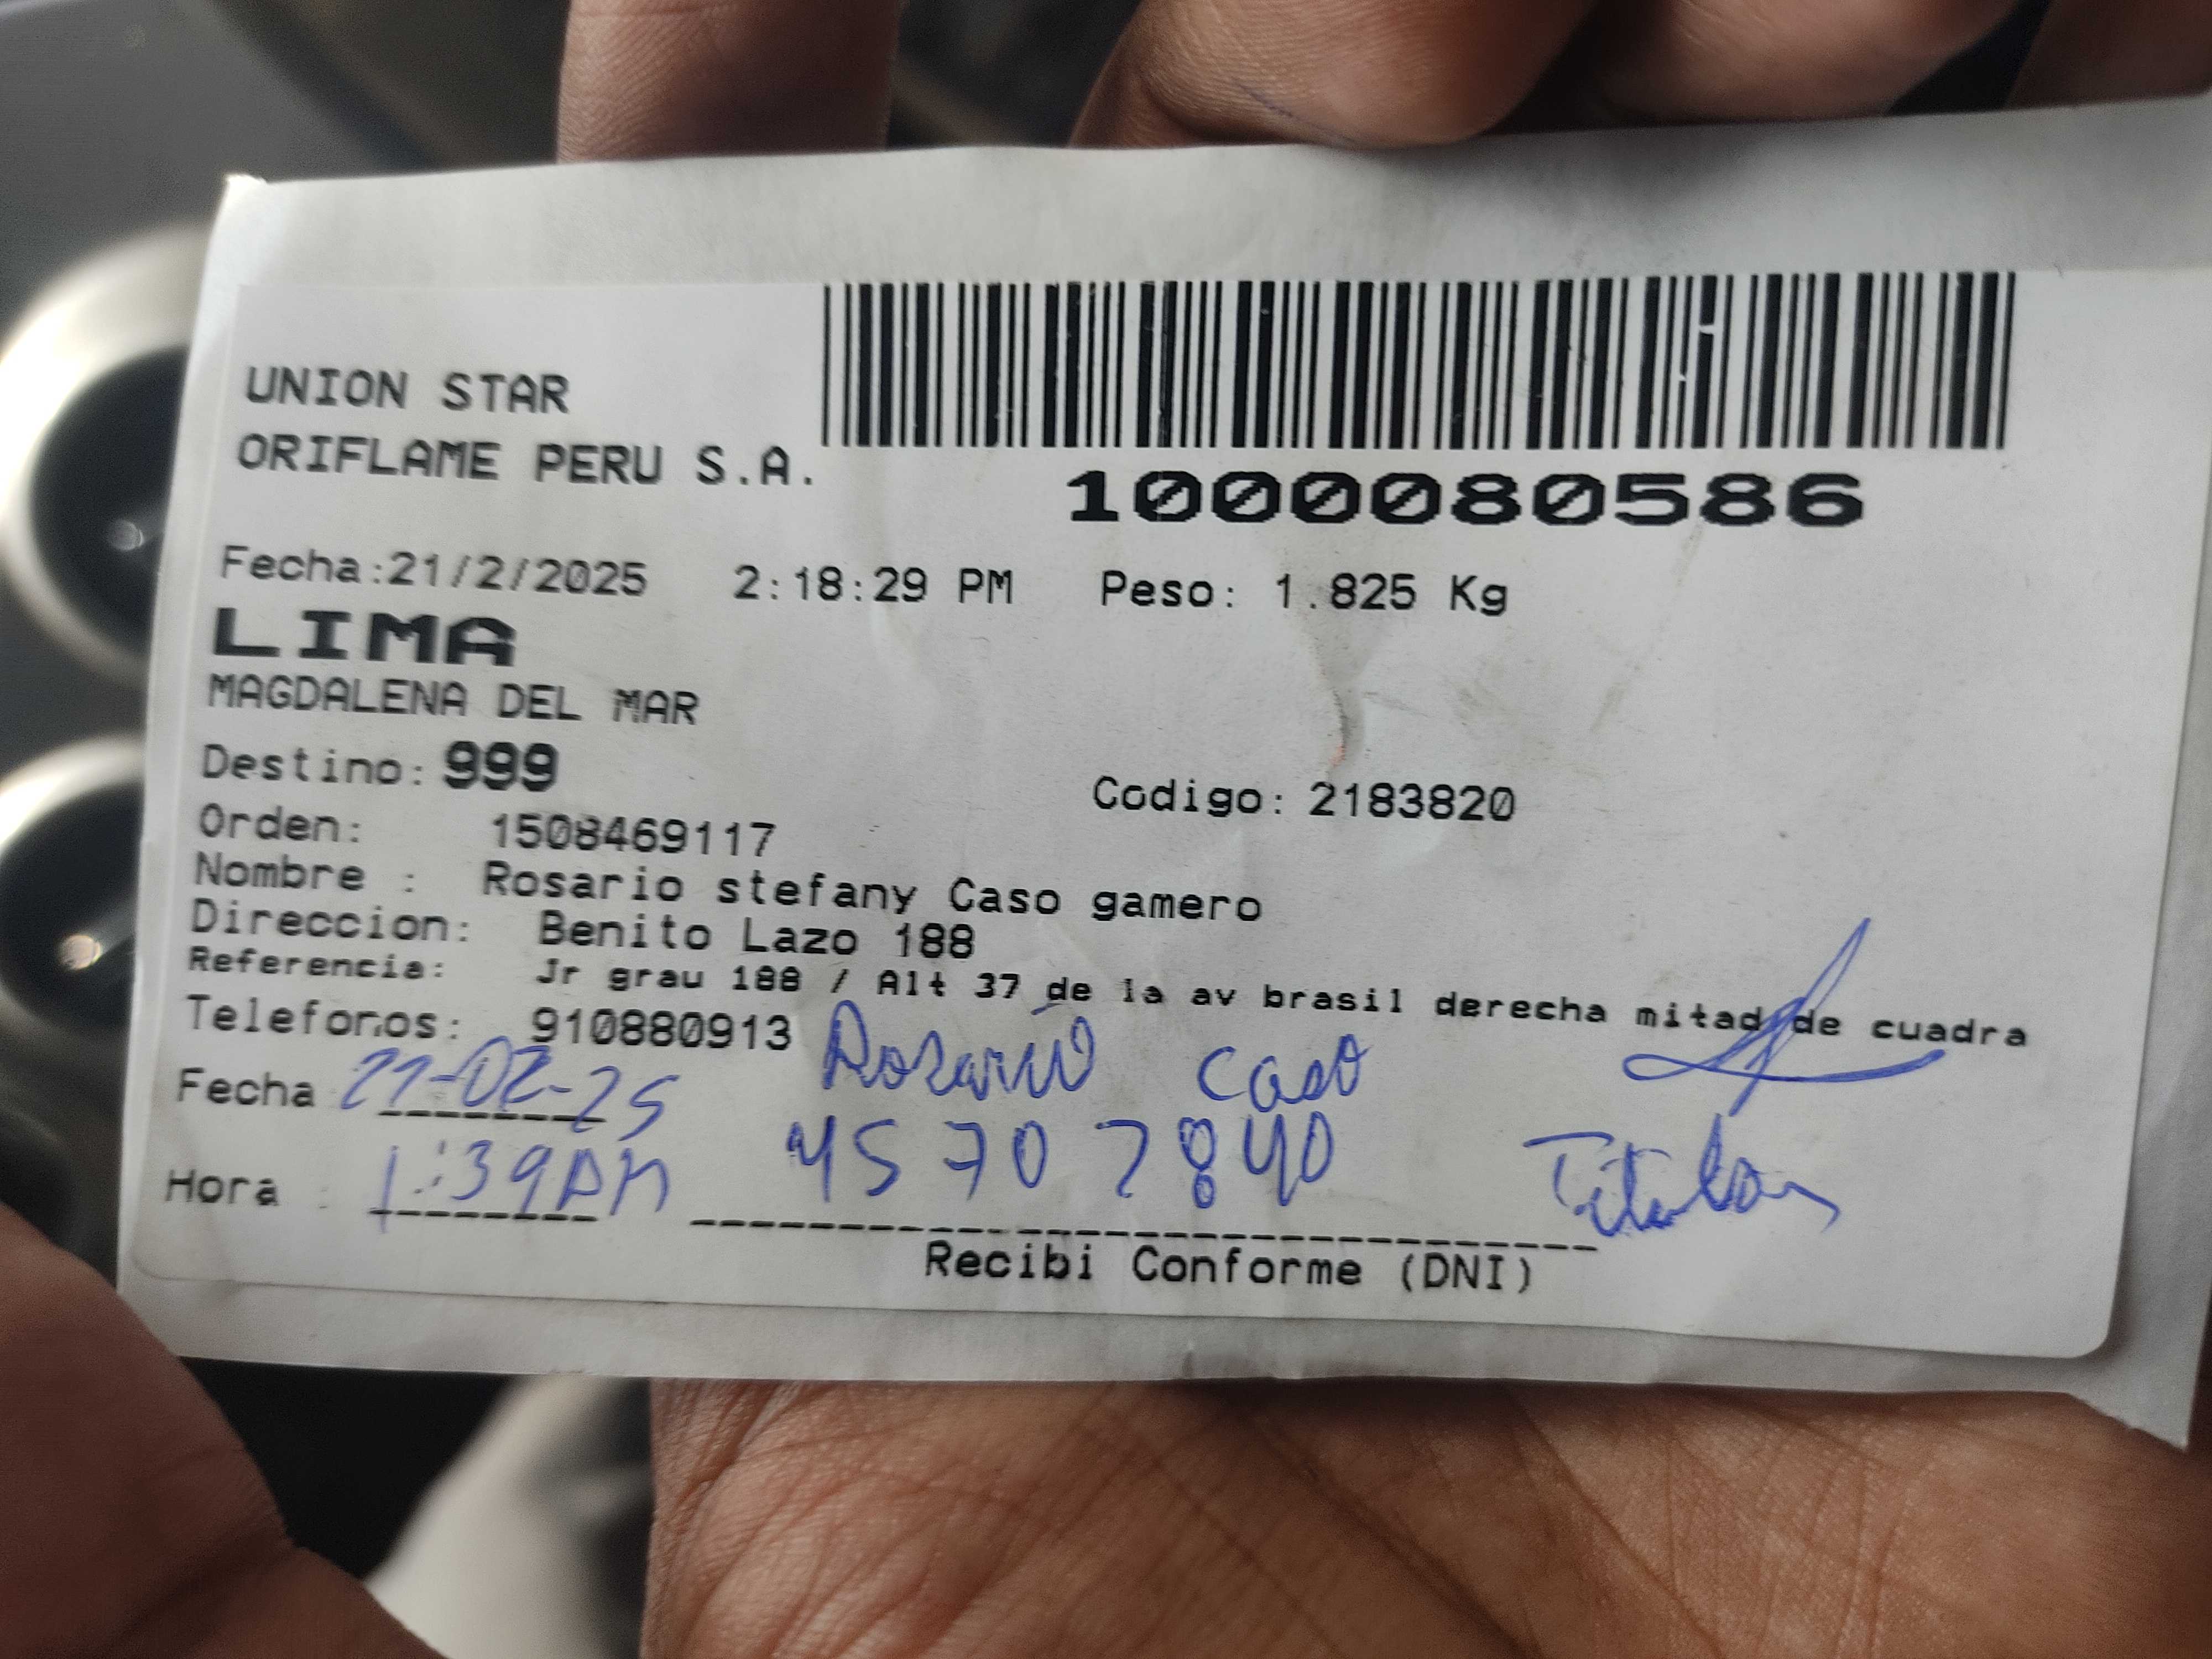 UNION STAR
ORIFLAME PERU S.A.
1000080586
Fecha:21/2/2025 2:18:29 PM Peso: 1.825 Kg
LIMA
MAGDALENA DEL MAR
Destino: 999 Codigo: 2183820
Orden: 1508469117
Nombre : Rosario stefany Caso gamero
Direccion: Benito Lazo 188
Referencia: Jr grau 188 / Alt 37 de la av brasil derecha mitad de cuadra
Telefonos: 910880913 Rosario Caso
Fecha 21-02-25
45707840 Titular
Hora : 1:39PM
Recibi Conforme (DNI)